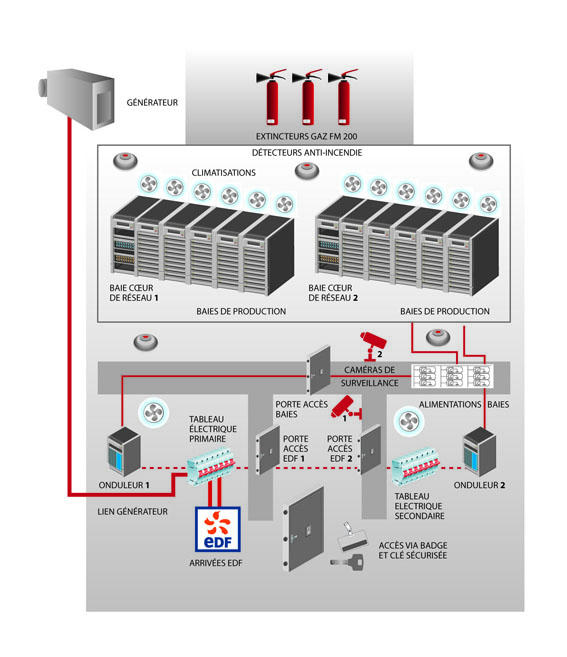 GÉNÉRATEUR
EXTINCTEURS GAZ FM 200
DÉTECTEURS ANTI-INCENDIE
CLIMATISATIONS
BAIE CŒUR
DE RÉSEAU 1
BAIES DE PRODUCTION
BAIE CŒUR
DE RÉSEAU 2
BAIES DE PRODUCTION
2
CAMÉRAS DE
SURVEILLANCE
PORTE ACCÈS
BAIES
1
ALIMENTATIONS BAIES
TABLEAU
ÉLECTRIQUE
PRIMAIRE
PORTE
ACCÈS
EDF 1
PORTE
ACCÈS
EDF 2
ONDULEUR 1
TABLEAU
ELECTRIQUE
SECONDAIRE
ONDULEUR 2
LIEN GÉNÉRATEUR
eDF
ARRIVÉES EDF
ACCÈS VIA BADGE
ET CLÉ SÉCURISÉE